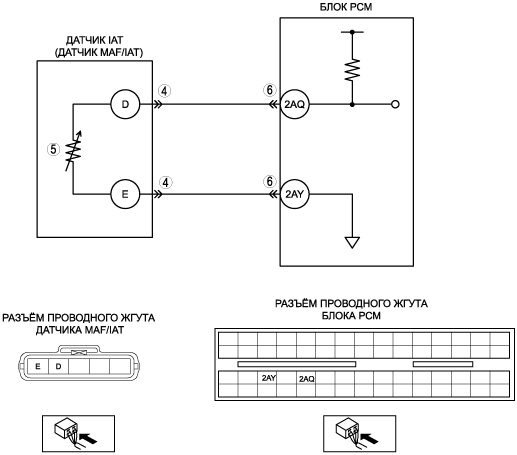 БЛОК PCM
ДАТЧИК IAT
(ДАТЧИК MAF/IAT)
4
6
D
2AQ
5
4
6
E
2AY
РАЗЪЁМ ПРОВОДНОГО ЖГУТА
ДАТЧИКА MAF/IAT
РАЗЪЁМ ПРОВОДНОГО ЖГУТА
БЛОКА PCM
E D
2AY 2AQ